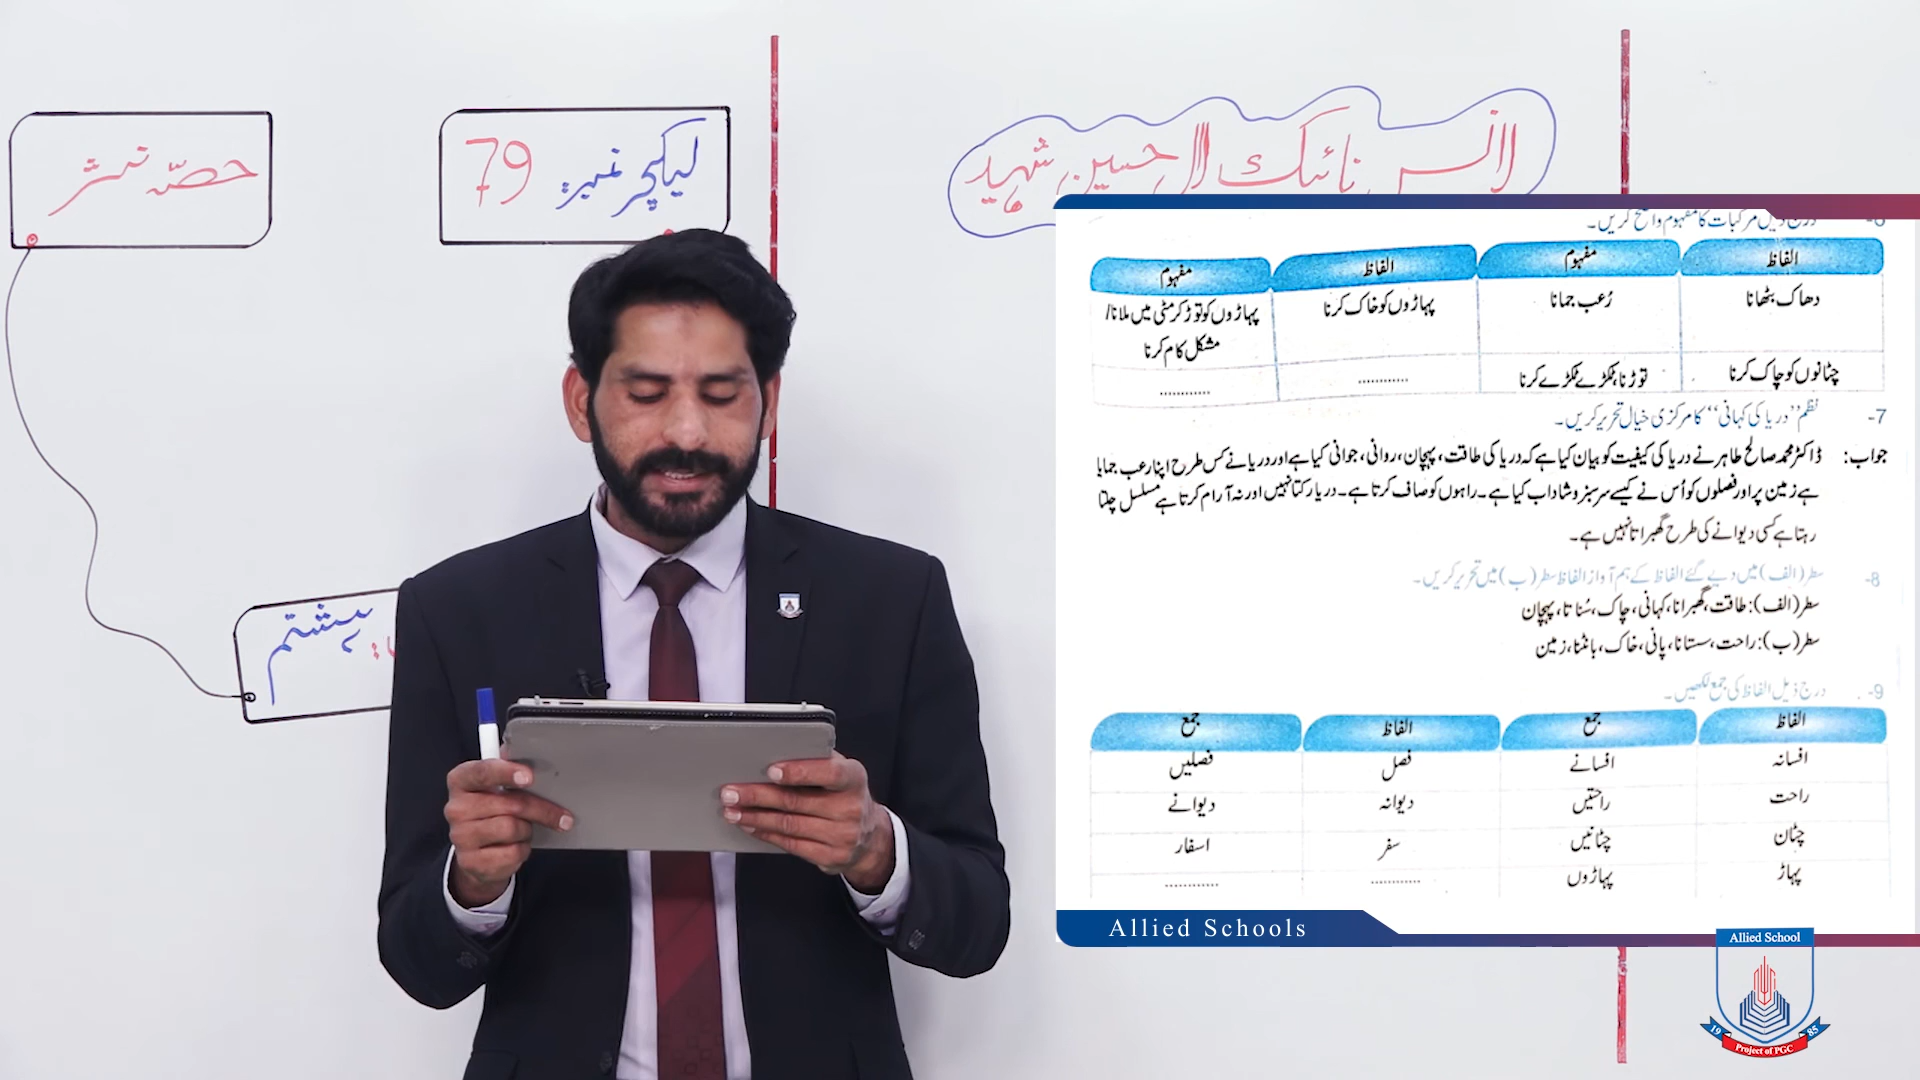 لانس نائک لال حسین شہید
لیکچر نمبر: 79
حصّہ نثر
ہشتم
درج ذیل مرکبات کا مفہوم واضح کریں۔
الفاظ مفہوم الفاظ مفہوم
دھاک بٹھانا رُعب جمانا پہاڑوں کو خاک کرنا پہاڑوں کو توڑ کر مٹی میں ملانا/
مشکل کام کرنا
چٹانوں کو چاک کرنا توڑنا، ٹکڑے ٹکڑے کرنا ............ ............
7- نظم ’’دریا کی کہانی‘‘ کا مرکزی خیال تحریر کریں۔
جواب: ڈاکٹر محمد صالح طاہر نے دریا کی کیفیت کو بیان کیا ہے کہ دریا کی طاقت، پہچان، روانی، جوانی کیا ہے اور دریا نے کس طرح اپنا رعب جمایا
ہے زمین پر اور فصلوں کو اُس نے کیسے سرسبز و شاداب کیا ہے۔ راہوں کو صاف کرتا ہے۔ دریا رکتا نہیں اور نہ آرام کرتا ہے مسلسل چلتا
رہتا ہے کسی دیوانے کی طرح گھبراتا نہیں ہے۔
8- سطر (الف) میں دیے گئے الفاظ کے ہم آواز الفاظ سطر (ب) میں تحریر کریں۔
سطر (الف): طاقت، گھبرانا، کہانی، چاک، سُناتا، پہچان
سطر (ب): راحت، سستانا، پانی، خاک، بانٹتا، زمین
9- درج ذیل الفاظ کی جمع لکھیں۔
الفاظ جمع الفاظ جمع
افسانہ افسانے فصل فصلیں
راحت راحتیں دیوانہ دیوانے
چٹان چٹانیں سفر اسفار
پہاڑ پہاڑوں ............ ............
Allied Schools
Allied School
19 85
Project of PGC